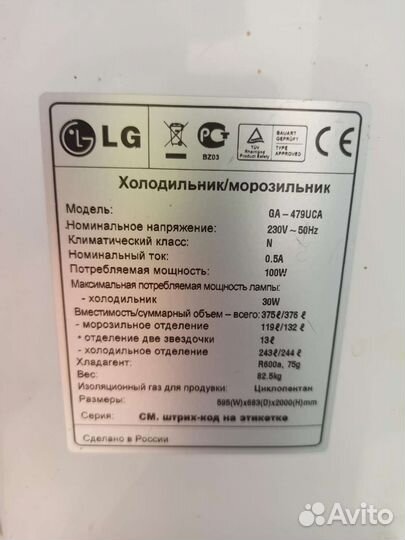 LG
BZ03
TÜV
Rheinland
Product Safety
BAUART
GEPRÜFT
TYPE
APPROVED
CE
Холодильник/морозильник
Модель: GA-479UCA
Номинальное напряжение: 230V~50Hz
Климатический класс: N
Номинальный ток: 0.5A
Потребляемая мощность: 100W
Максимальная потребляемая мощность лампы:
- холодильник 30W
Вместимость/суммарный объем – всего: 375ℓ/376 ℓ
- морозильное отделение 119ℓ/132 ℓ
• отделение две звездочки 13ℓ
- холодильное отделение 243ℓ/244 ℓ
Хладагент: R600a, 75g
Вес: 82.5kg
Изоляционный газ для продувки: Циклопентан
Размеры: 595(W)x683(D)x2000(H)mm
Серия: СМ. штрих-код на этикетке
Сделано в России
Avito